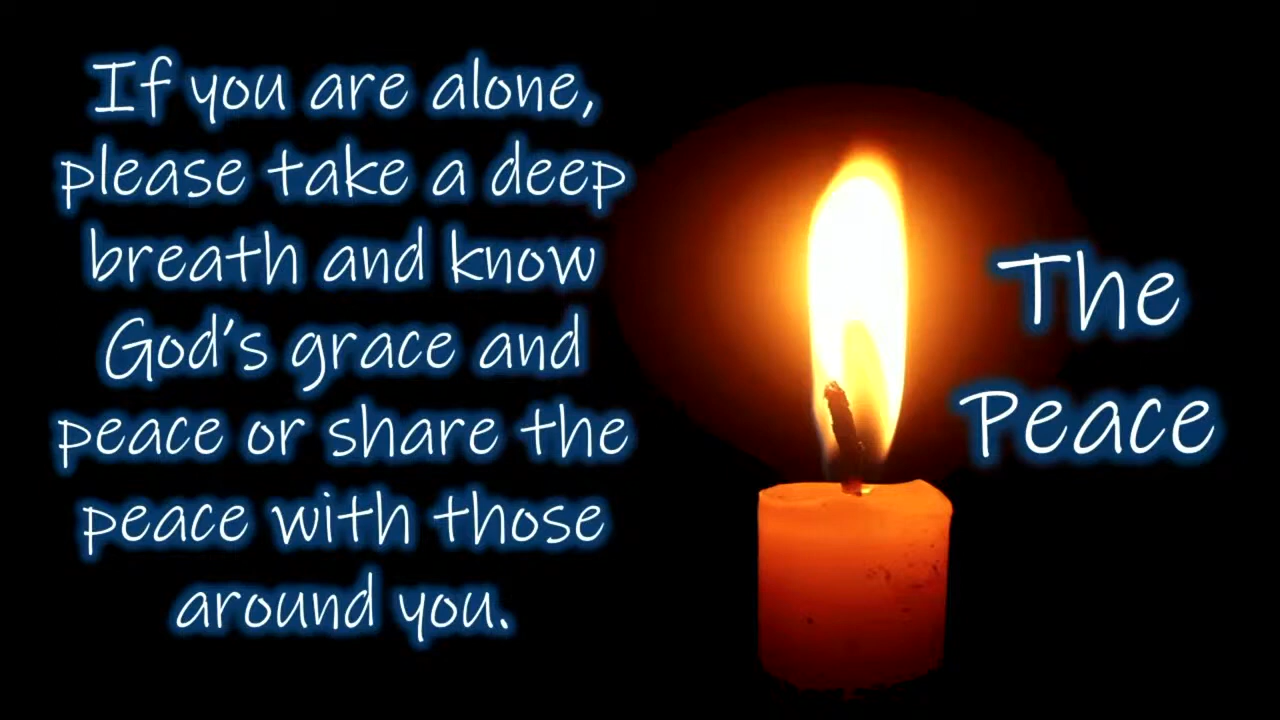 If you are alone,
please take a deep
breath and know
God's grace and
peace or share the
peace with those
around you.
The
Peace